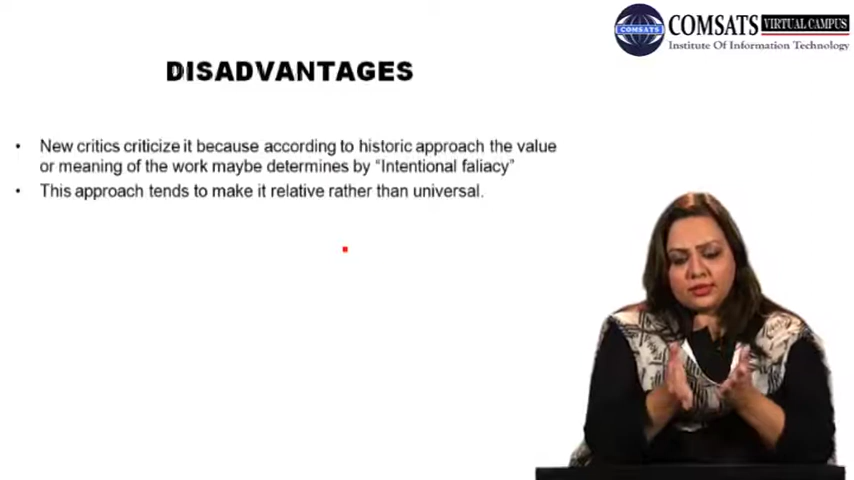 COMSATS VIRTUAL CAMPUS
COMSATS
Institute Of Information Technology
DISADVANTAGES
• New critics criticize it because according to historic approach the value
or meaning of the work maybe determines by “Intentional faliacy”
• This approach tends to make it relative rather than universal.